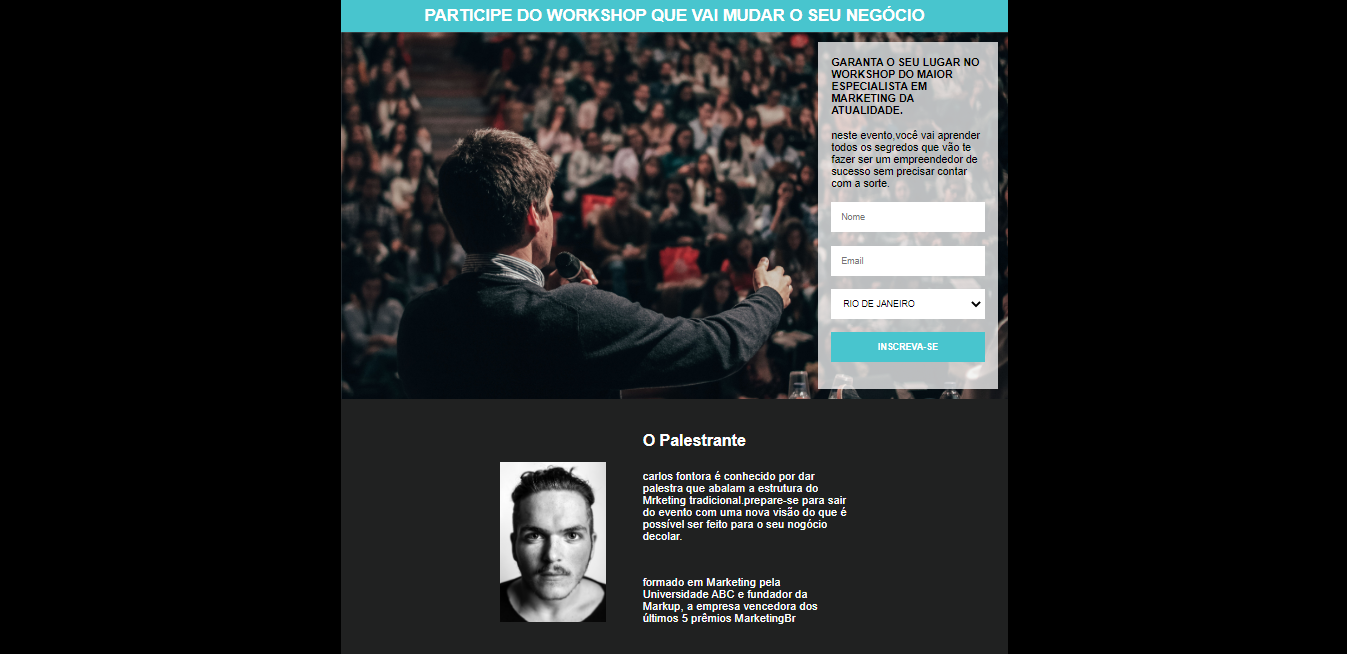 PARTICIPE DO WORKSHOP QUE VAI MUDAR O SEU NEGÓCIO
GARANTA O SEU LUGAR NO
WORKSHOP DO MAIOR
ESPECIALISTA EM
MARKETING DA
ATUALIDADE.
neste evento,você vai aprender
todos os segredos que vão te
fazer ser um empreendedor de
sucesso sem precisar contar
com a sorte.
Nome
Email
RIO DE JANEIRO
INSCREVA-SE
O Palestrante
carlos fontora é conhecido por dar
palestra que abalam a estrutura do
Mrketing tradicional.prepare-se para sair
do evento com uma nova visão do que é
possível ser feito para o seu nogócio
decolar.
formado em Marketing pela
Universidade ABC e fundador da
Markup, a empresa vencedora dos
últimos 5 prêmios MarketingBr